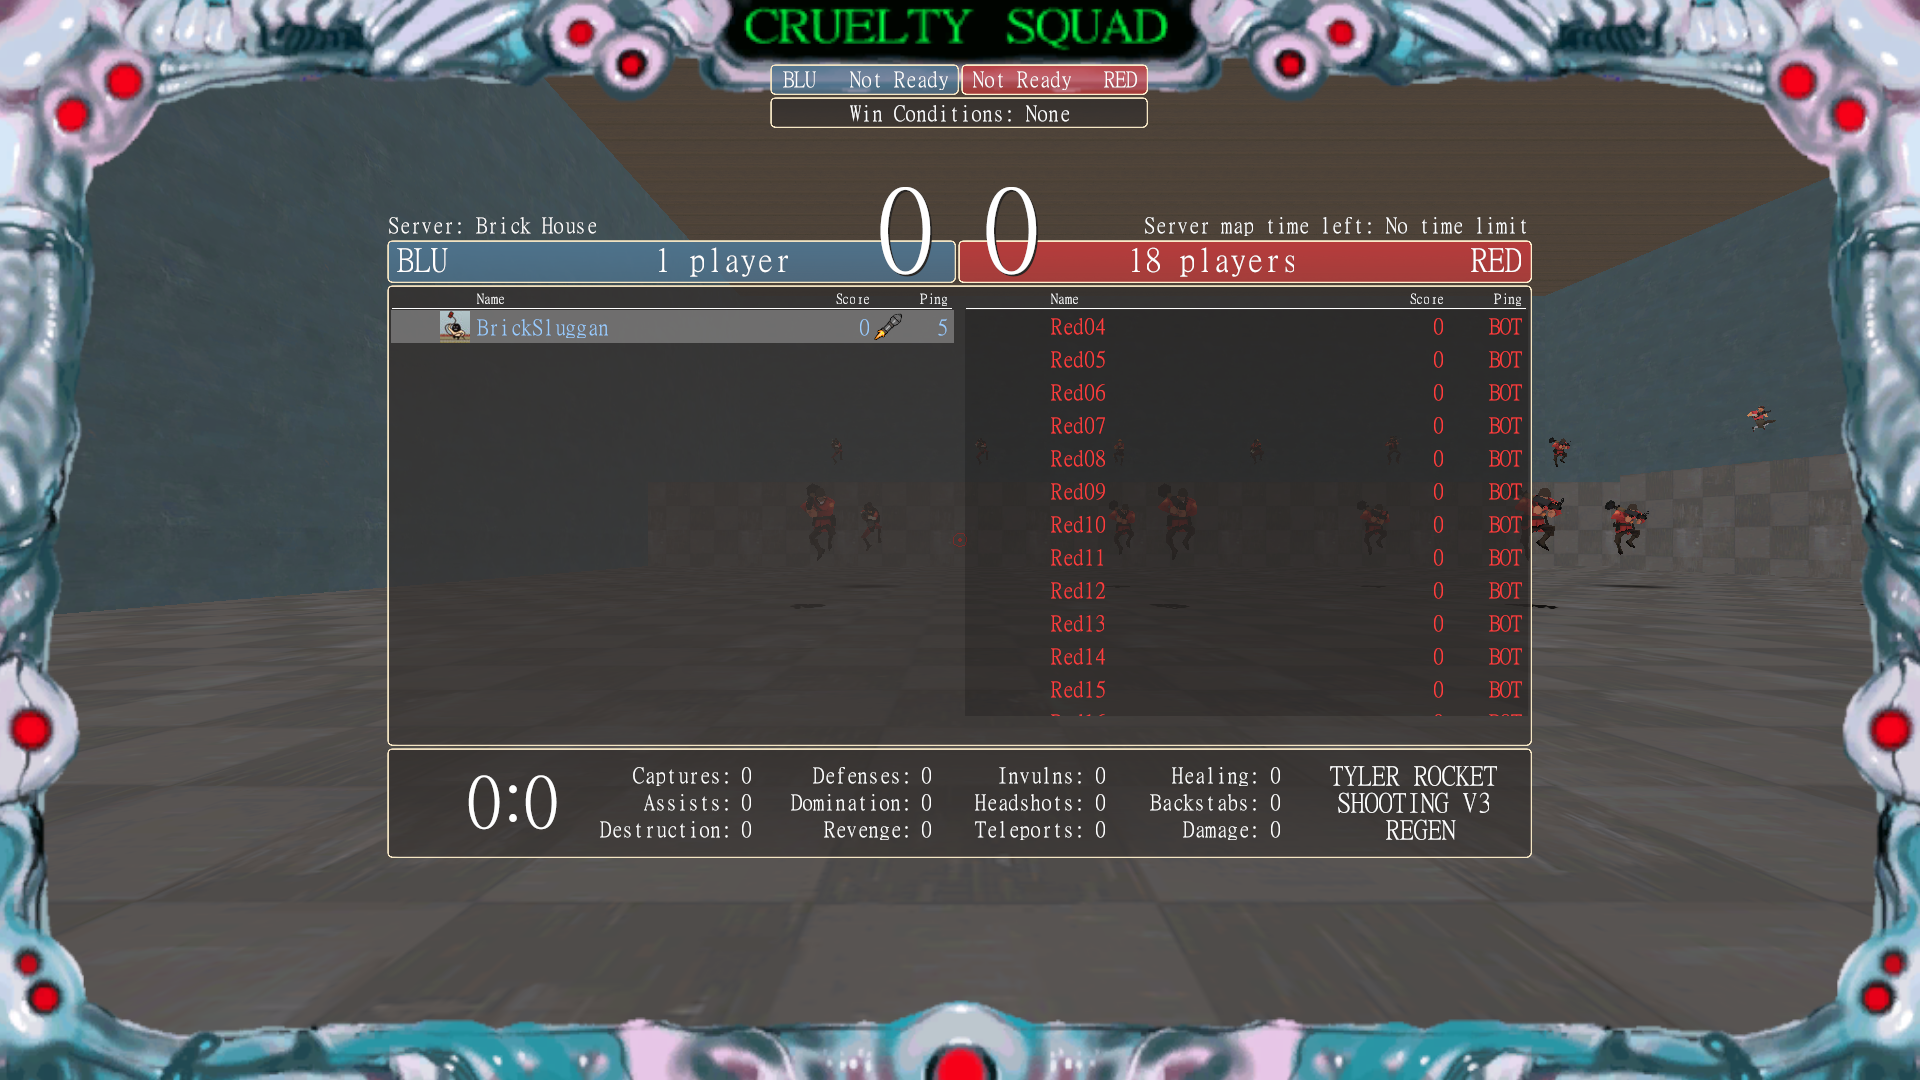 CRUELTY SQUAD
BLU Not Ready Not Ready RED
Win Conditions: None
Server: Brick House 0 0 Server map time left: No time limit
BLU 1 player 18 players RED
Name Score Ping Name Score Ping
BrickSluggan 0 5 Red04 0 BOT
Red05 0 BOT
Red06 0 BOT
Red07 0 BOT
Red08 0 BOT
Red09 0 BOT
Red10 0 BOT
Red11 0 BOT
Red12 0 BOT
Red13 0 BOT
Red14 0 BOT
Red15 0 BOT
0:0
Captures: 0 Defenses: 0 Invulns: 0 Healing: 0 TYLER ROCKET
Assists: 0 Domination: 0 Headshots: 0 Backstabs: 0 SHOOTING V3
Destruction: 0 Revenge: 0 Teleports: 0 Damage: 0 REGEN